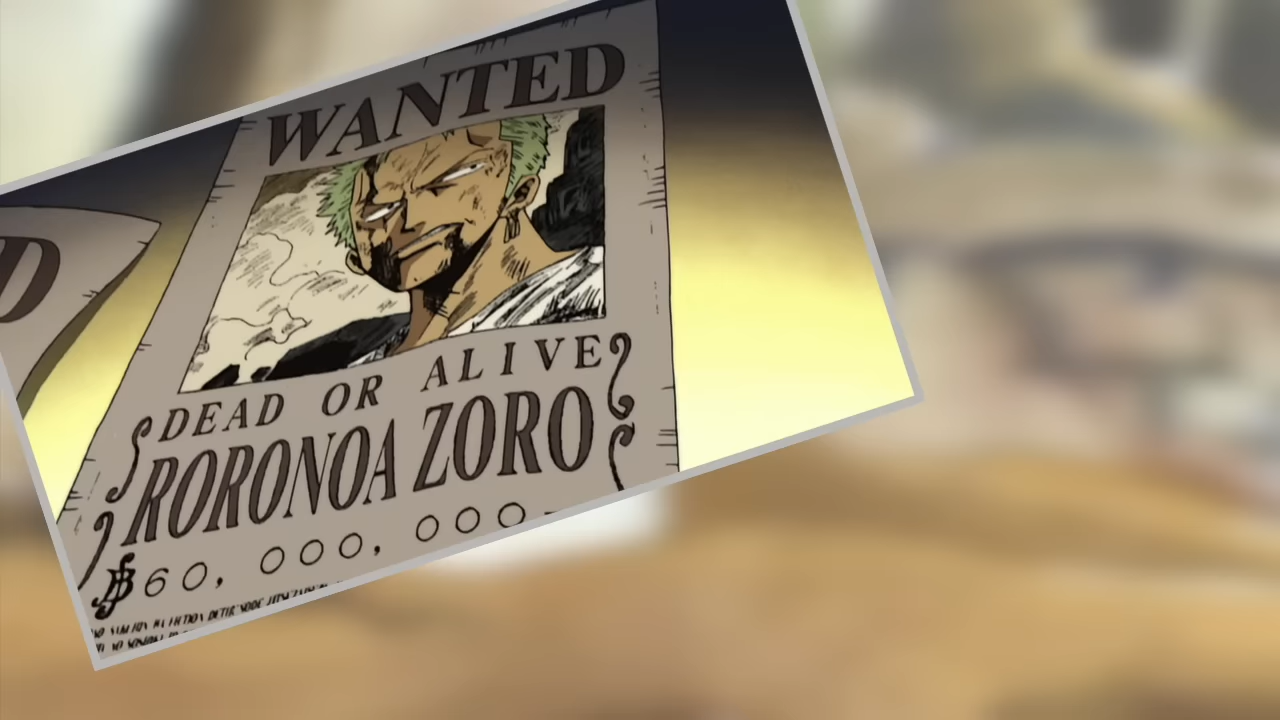 WANTED
D
DEAD OR ALIVE
RORONOA ZORO
฿60,000,000-